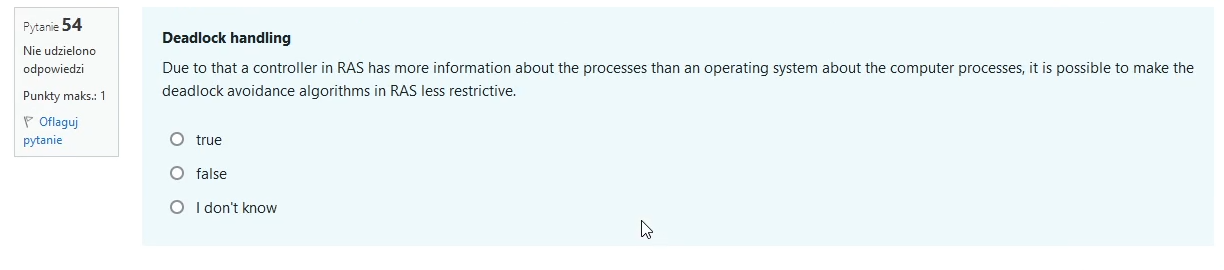 Pytanie 54
Nie udzielono
odpowiedzi
Punkty maks.: 1
Oflaguj
pytanie
Deadlock handling
Due to that a controller in RAS has more information about the processes than an operating system about the computer processes, it is possible to make the
deadlock avoidance algorithms in RAS less restrictive.
true
false
I don't know